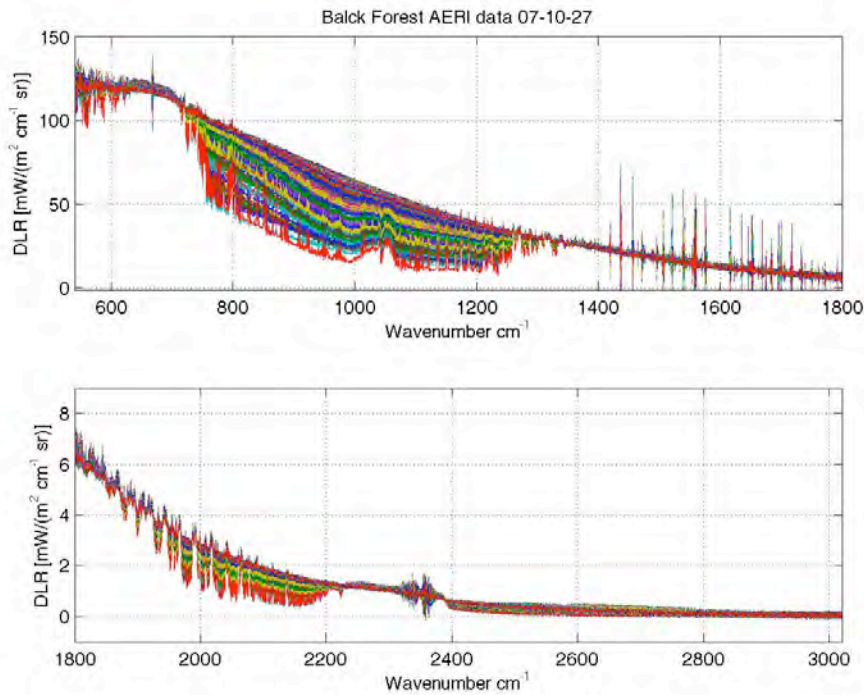 Balck Forest AERI data 07-10-27
DLR [mW/(m² cm⁻¹ sr)]
150
100
50
0
600 800 1000 1200 1400 1600 1800
Wavenumber cm⁻¹
DLR [mW/(m² cm⁻¹ sr)]
8
6
4
2
0
1800 2000 2200 2400 2600 2800 3000
Wavenumber cm⁻¹